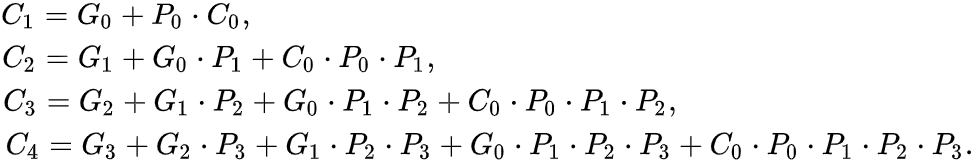 C₁ = G₀ + P₀ · C₀,
C₂ = G₁ + G₀ · P₁ + C₀ · P₀ · P₁,
C₃ = G₂ + G₁ · P₂ + G₀ · P₁ · P₂ + C₀ · P₀ · P₁ · P₂,
C₄ = G₃ + G₂ · P₃ + G₁ · P₂ · P₃ + G₀ · P₁ · P₂ · P₃ + C₀ · P₀ · P₁ · P₂ · P₃.